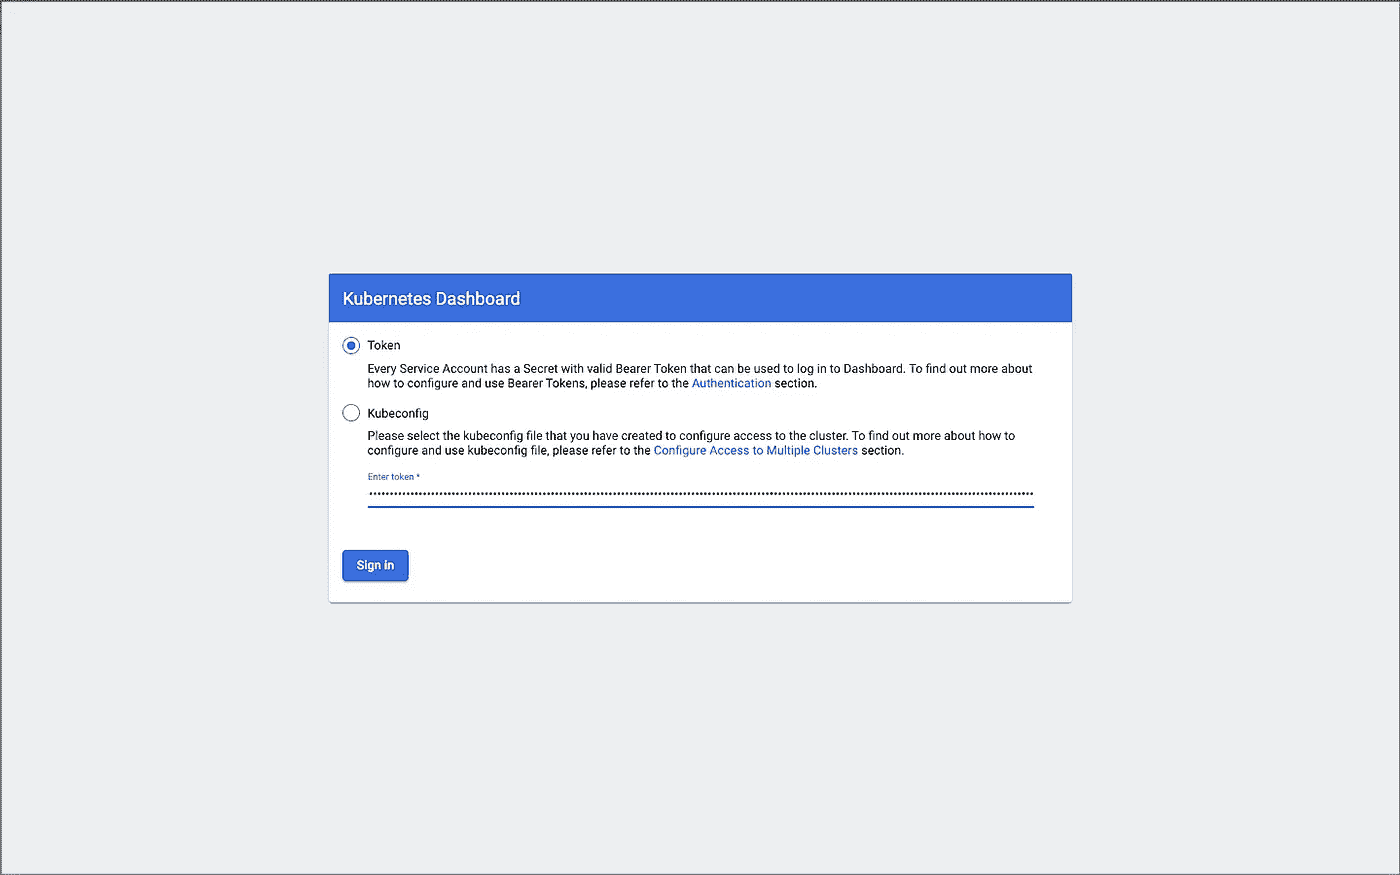 Kubernetes Dashboard
Token
Every Service Account has a Secret with valid Bearer Token that can be used to log in to Dashboard. To find out more about
how to configure and use Bearer Tokens, please refer to the Authentication section.
Kubeconfig
Please select the kubeconfig file that you have created to configure access to the cluster. To find out more about how to
configure and use kubeconfig file, please refer to the Configure Access to Multiple Clusters section.
Enter token *
Sign in